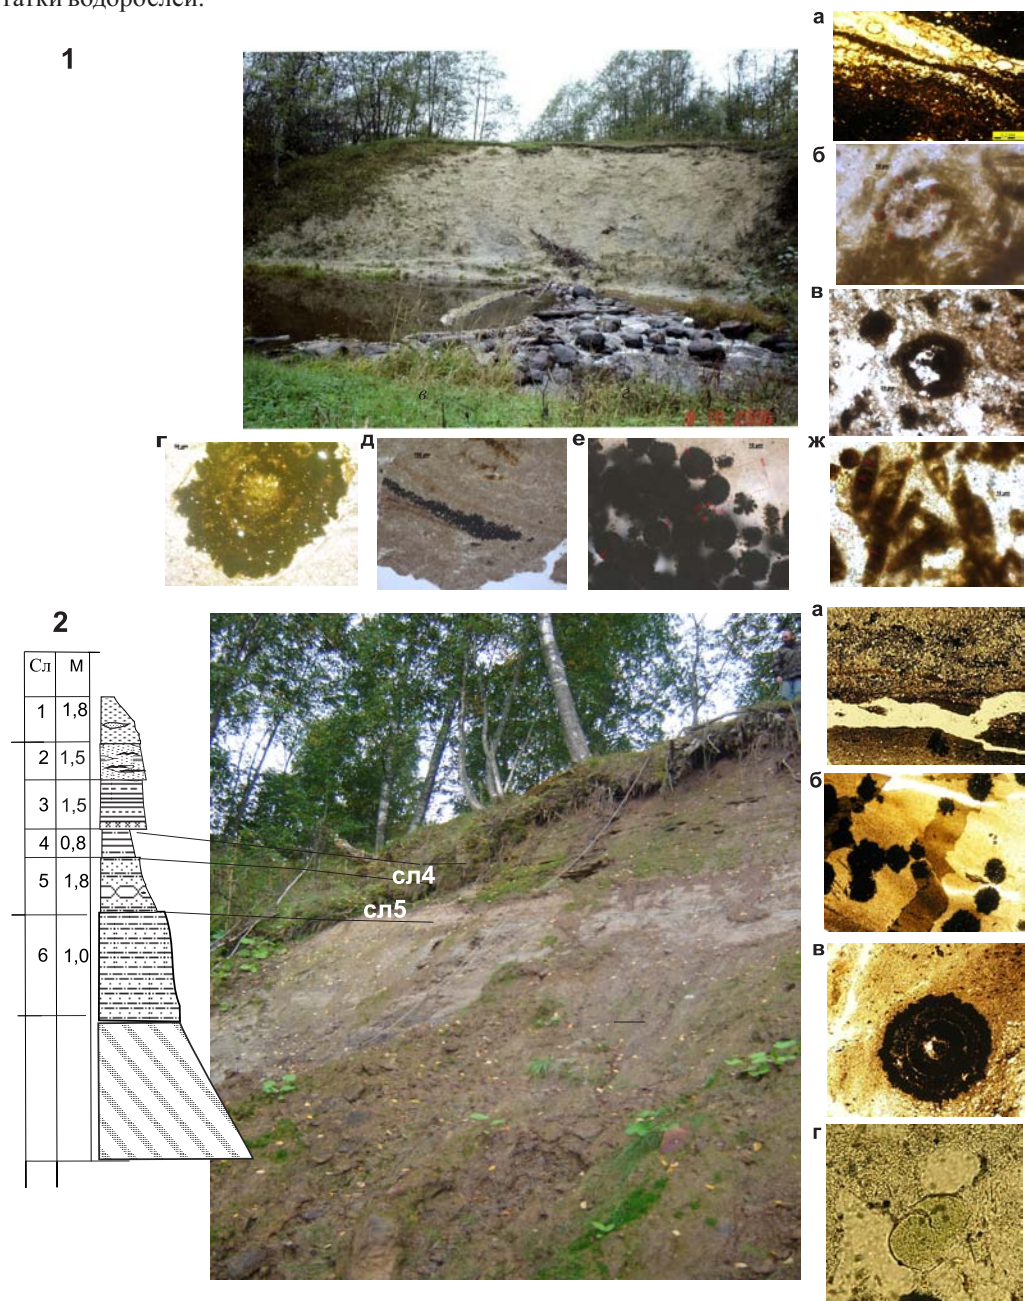 татки водорослей.
1
а
б
в
г
д
е
ж
2
Сл М
1 1,8
2 1,5
3 1,5
4 0,8
5 1,8
6 1,0
сл4
сл5
а
б
в
г